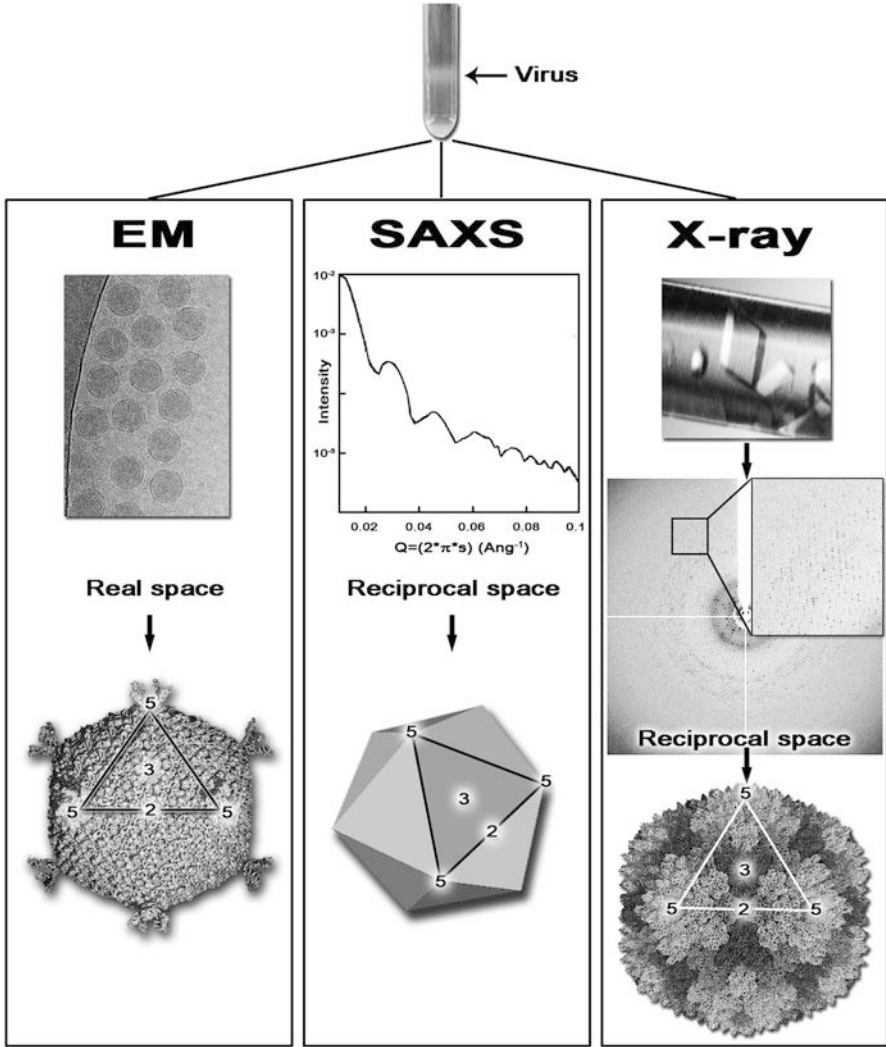 Virus
EM
Real space
5
3
5
2
5
SAXS
10-2
10-3
Intensity
10-5
0.02
0.04
0.06
0.08
0.1
Q=(2*π*s) (Ang-1)
Reciprocal space
5
5
3
2
5
X-ray
Reciprocal space
5
3
5
2
5